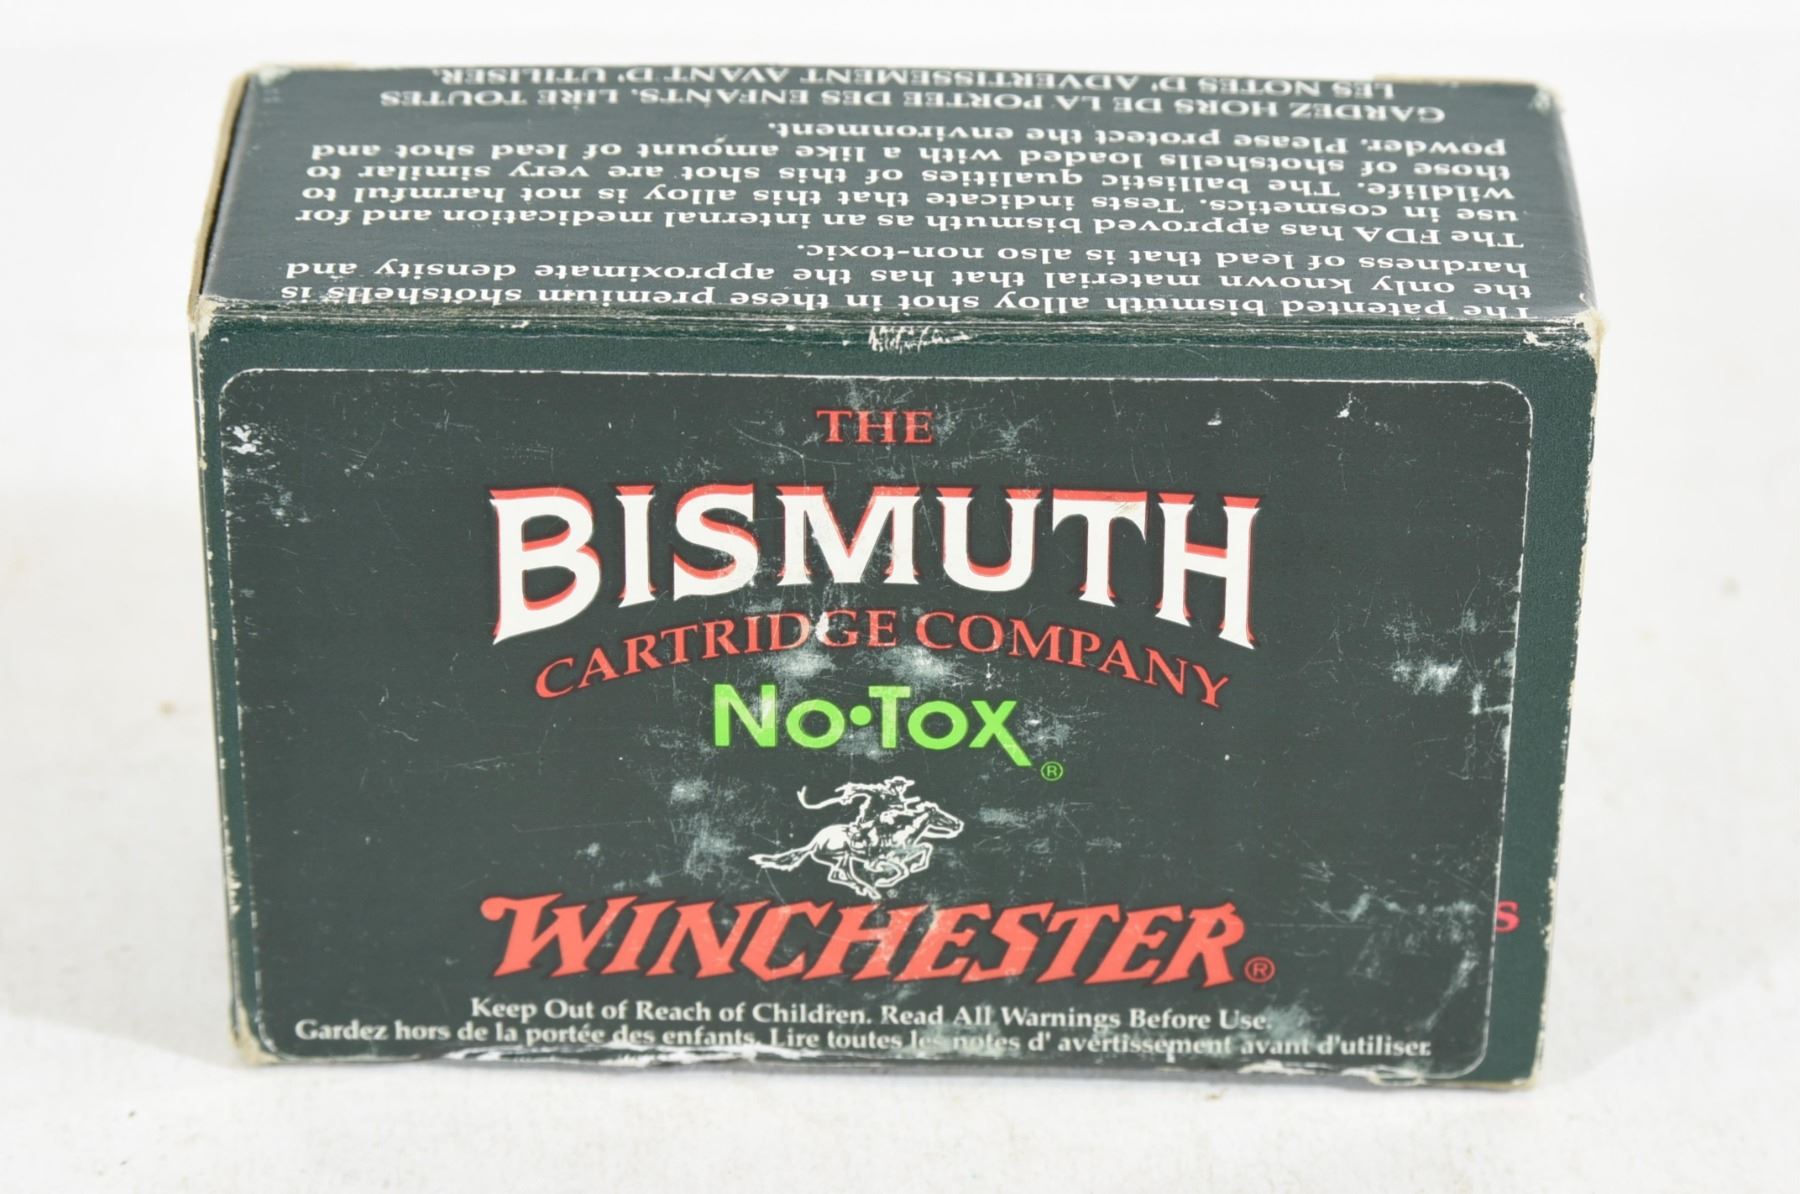 THE
BISMUTH
CARTRIDGE COMPANY
No•Tox®
WINCHESTER®
Keep Out of Reach of Children. Read All Warnings Before Use.
Gardez hors de la portée des enfants. Lire toutes les notes d' avértissement avant d'utiliser.
S
The patented bismuth alloy shot in these premium shotshells is
the only known material that has the approximate density and
hardness of lead that is also non-toxic.
The FDA has approved bismuth as an internal medication and for
use in cosmetics. Tests indicate that this alloy is not harmful to
wildlife. The ballistic qualities of this shot are very similar to
those of shotshells loaded with a like amount of lead shot and
powder. Please protect the environment.
GARDEZ HORS DE LA PORTEE DES ENFANTS. LIRE TOUTES
LES NOTES D' ADVERTISSEMENT AVANT D' UTILISER.